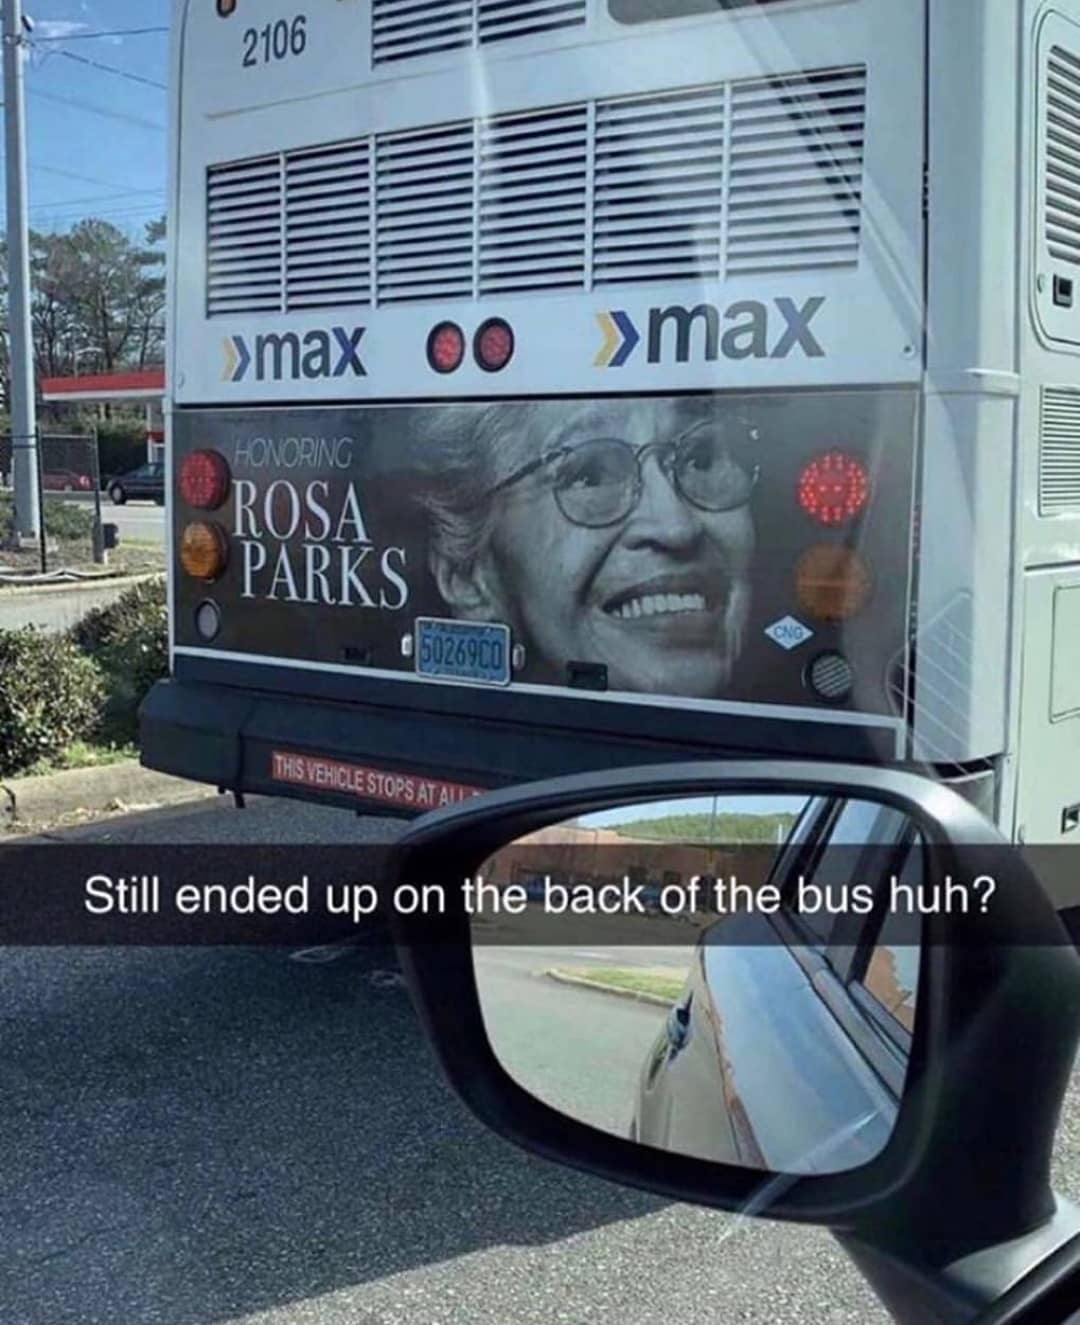 2106
max
max
HONORING
ROSA
PARKS
CNG
50269CO
THIS VEHICLE STOPS AT ALL
Still ended up on the back of the bus huh?